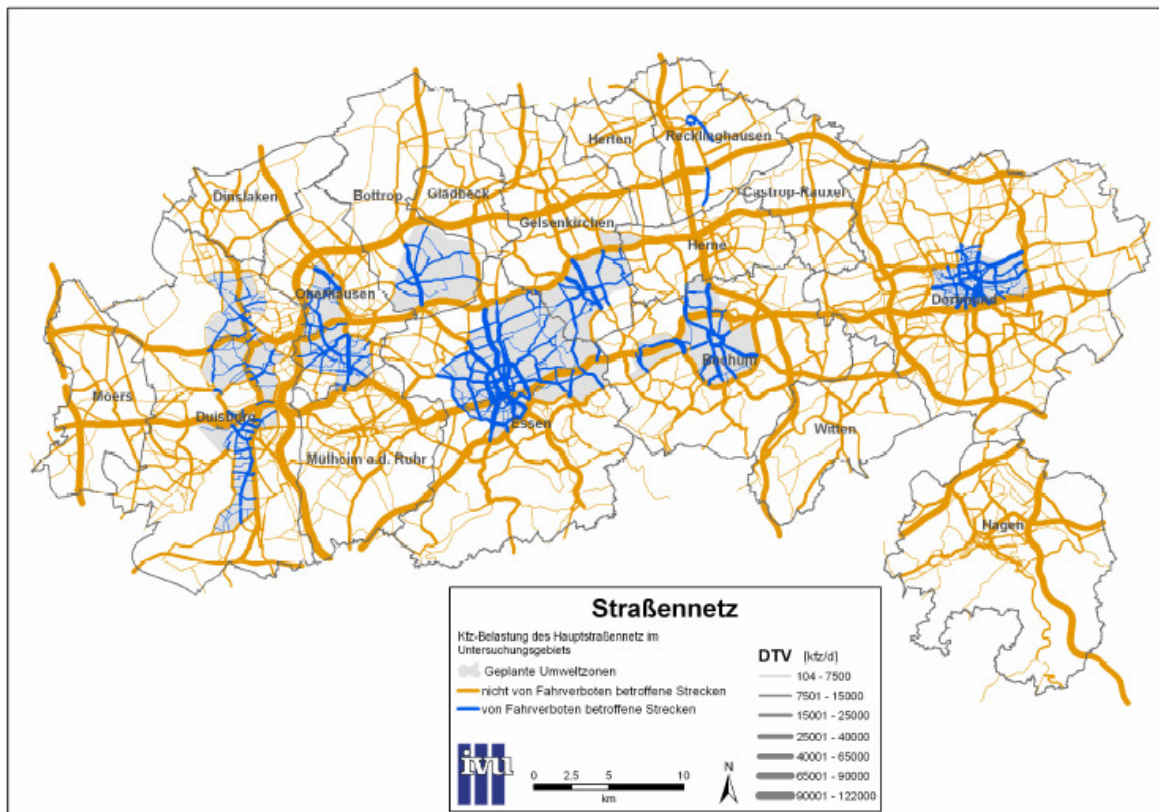 Herten
Recklinghausen
Dinslaken
Bottrop
Gladbeck
Castrop-Rauxel
Gelsenkirchen
Herne
Oberhausen
Dortmund
Bochum
Moers
Duisburg
Essen
Witten
Mülheim a.d. Ruhr
Hagen
Straßennetz
Kfz-Belastung des Hauptstraßennetz im
Untersuchungsgebiets
Geplante Umweltzonen
nicht von Fahrverboten betroffene Strecken
von Fahrverboten betroffene Strecken
DTV [kfz/d]
104 - 7500
7501 - 15000
15001 - 25000
25001 - 40000
40001 - 65000
65001 - 90000
90001 - 122000
ivu
0 2.5 5 10
km
N